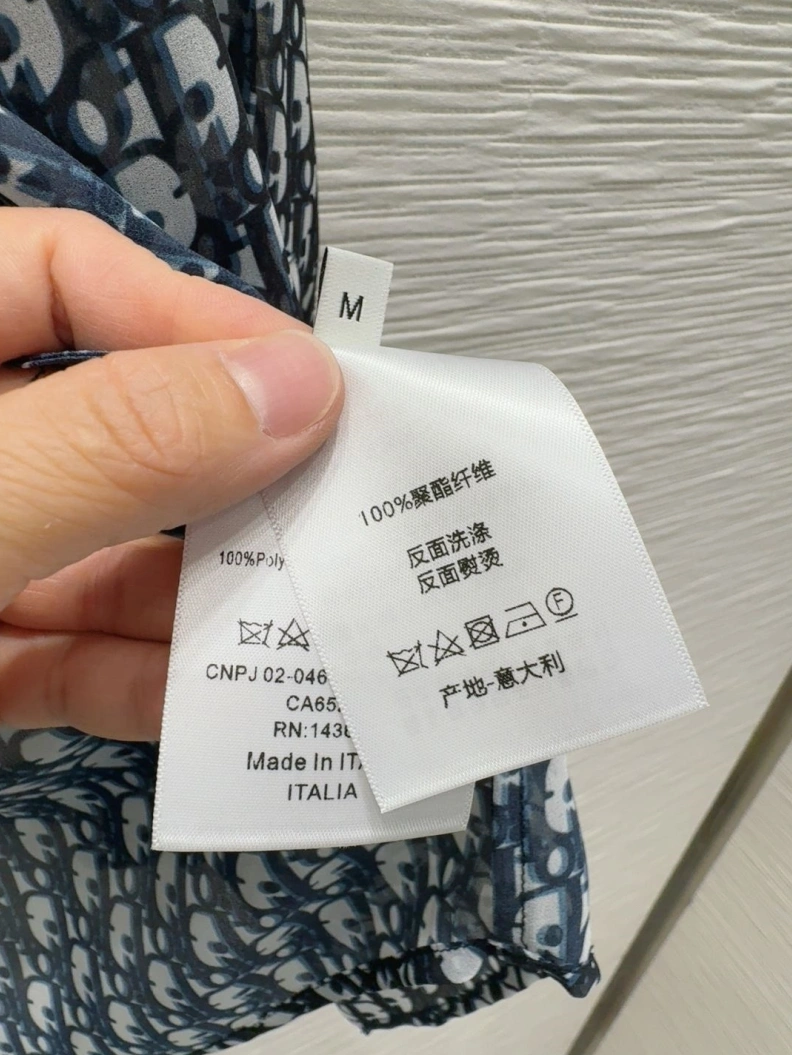 M
100%聚酯纤维
反面洗涤
反面熨烫
F
产地-意大利
100%Poly
CNPJ 02-046
CA65
RN:143
Made In IT
ITALIA